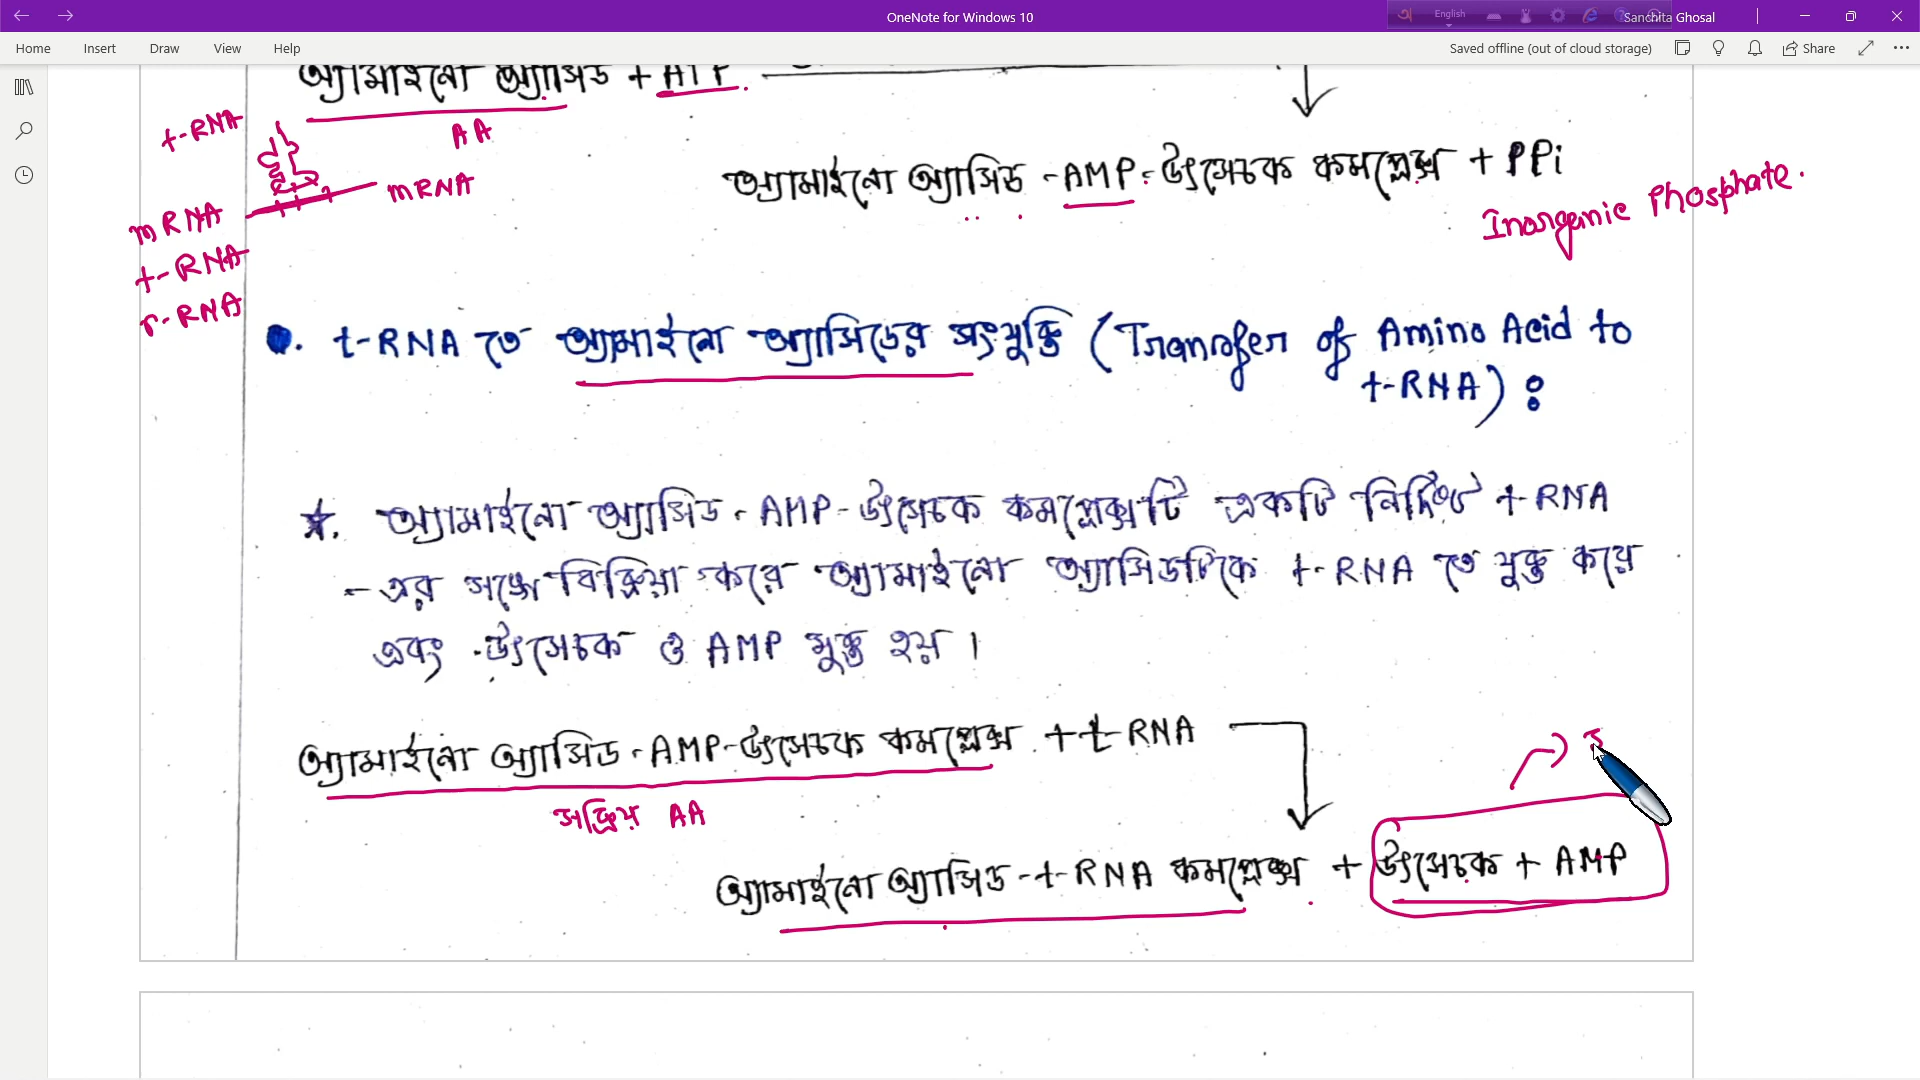 OneNote for Windows 10
English
Sanchita Ghosal
Home Insert Draw View Help
Saved offline (out of cloud storage)
Share
অ্যামাইনো অ্যাসিড + ATP
t-RNA
AA
mRNA
অ্যামাইনো অ্যাসিড -AMP- উৎসেচক কমপ্লেক্স + PPi
Inorganic Phosphate.
mRNA
t-RNA
r-RNA
t-RNA তে অ্যামাইনো অ্যাসিডের সংযুক্তি (Transfer of Amino Acid to
t-RNA) :
অ্যামাইনো অ্যাসিড - AMP - উৎসেচক কমপ্লেক্সটি একটি নির্দিষ্ট t-RNA
-এর সঙ্গে বিক্রিয়া করে অ্যামাইনো অ্যাসিডটিকে t-RNA তে যুক্ত করে
এবং উৎসেচক ও AMP মুক্ত হয় ।
অ্যামাইনো অ্যাসিড - AMP - উৎসেচক কমপ্লেক্স + t RNA
সক্রিয় AA
অ্যামাইনো অ্যাসিড -t-RNA কমপ্লেক্স + উৎসেচক + AMP